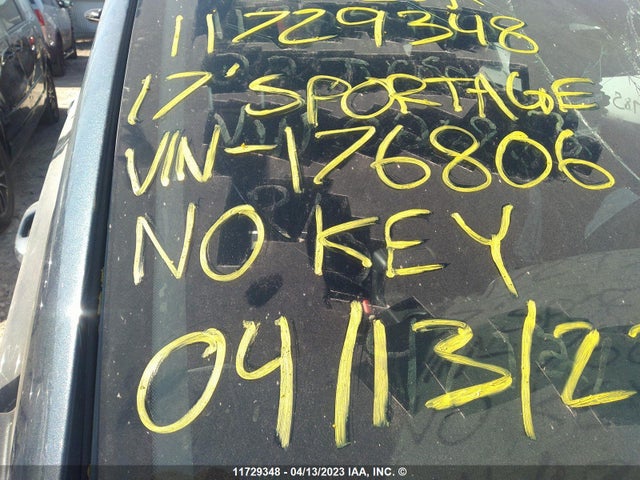 11729348
17'SPORTAGE
VIN-176806
NO KEY
04/13/2
11729348 - 04/13/2023 IAA, INC. ©